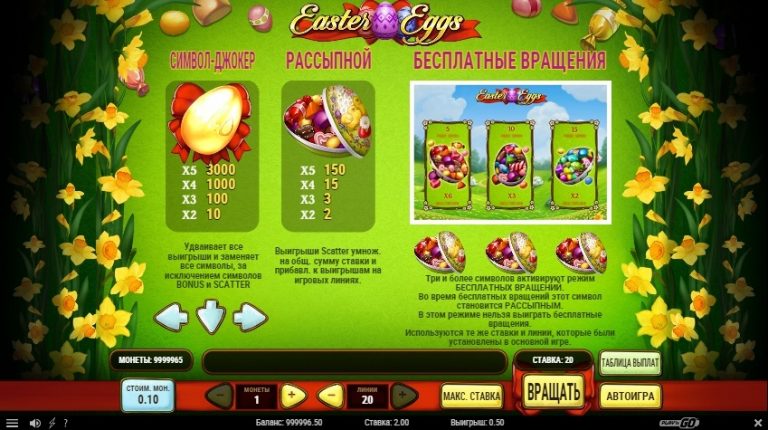 Easter Eggs
СИМВОЛ-ДЖОКЕР
РАССЫПНОЙ
БЕСПЛАТНЫЕ ВРАЩЕНИЯ
X5 3000
X4 1000
X3 100
X2 10
X5 150
X4 15
X3 3
X2 2
Easter Eggs
5
10
15
X6
X3
X2
Удваивает все
выигрыши и заменяет
все символы, за
исключением символов
BONUS и SCATTER
Выигрыши Scatter умнож.
на общ. сумму ставки и
прибавл. к выигрышам на
игровых линиях.
Три и более символов активируют режим
БЕСПЛАТНЫХ ВРАЩЕНИЙ.
Во время бесплатных вращений этот символ
становится РАССЫПНЫМ.
В этом режиме нельзя выиграть бесплатные
вращения.
Используются те же ставки и линии, которые были
установлены в основной игре.
МОНЕТЫ: 9999965
СТАВКА: 20
ТАБЛИЦА ВЫПЛАТ
СТОИМ. МОН.
0.10
МОНЕТЫ
1
ЛИНИИ
20
МАКС. СТАВКА
ВРАЩАТЬ
АВТОИГРА
? Баланс: 999996.50 Ставка: 2.00 Выигрыш: 0.50 PLAY'N GO